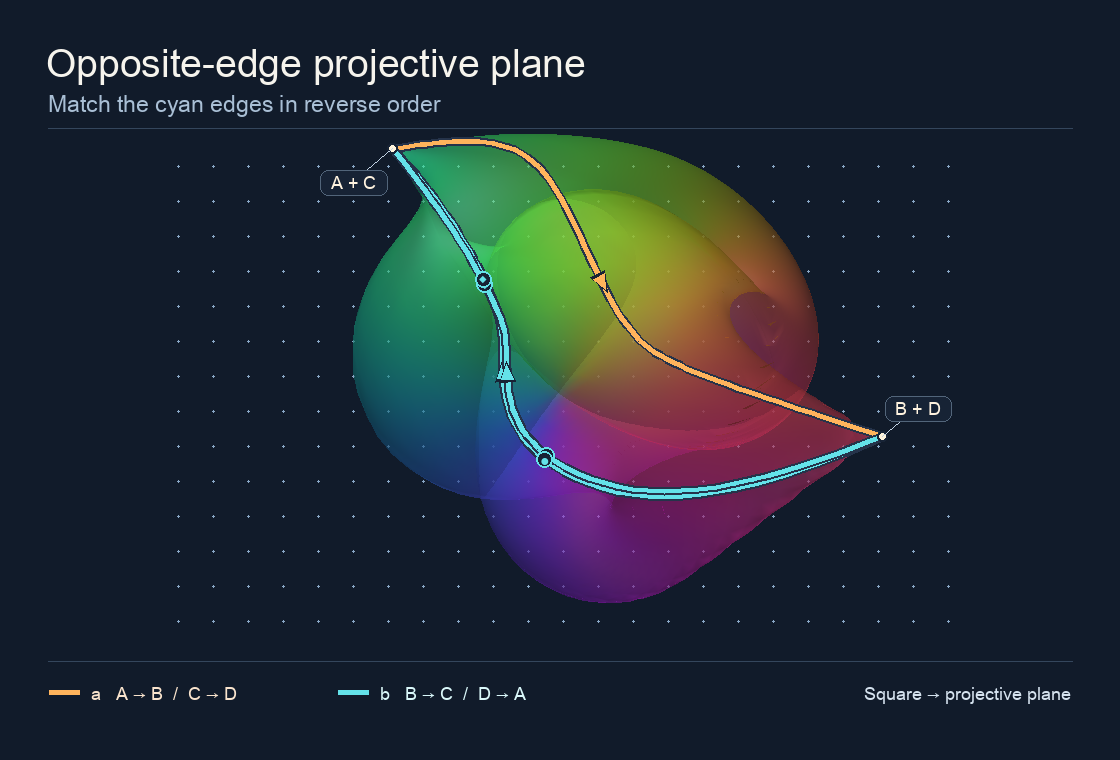 Opposite-edge projective plane
Match the cyan edges in reverse order
A + C
B + D
a A→B / C→D
b B→C / D→A
Square → projective plane